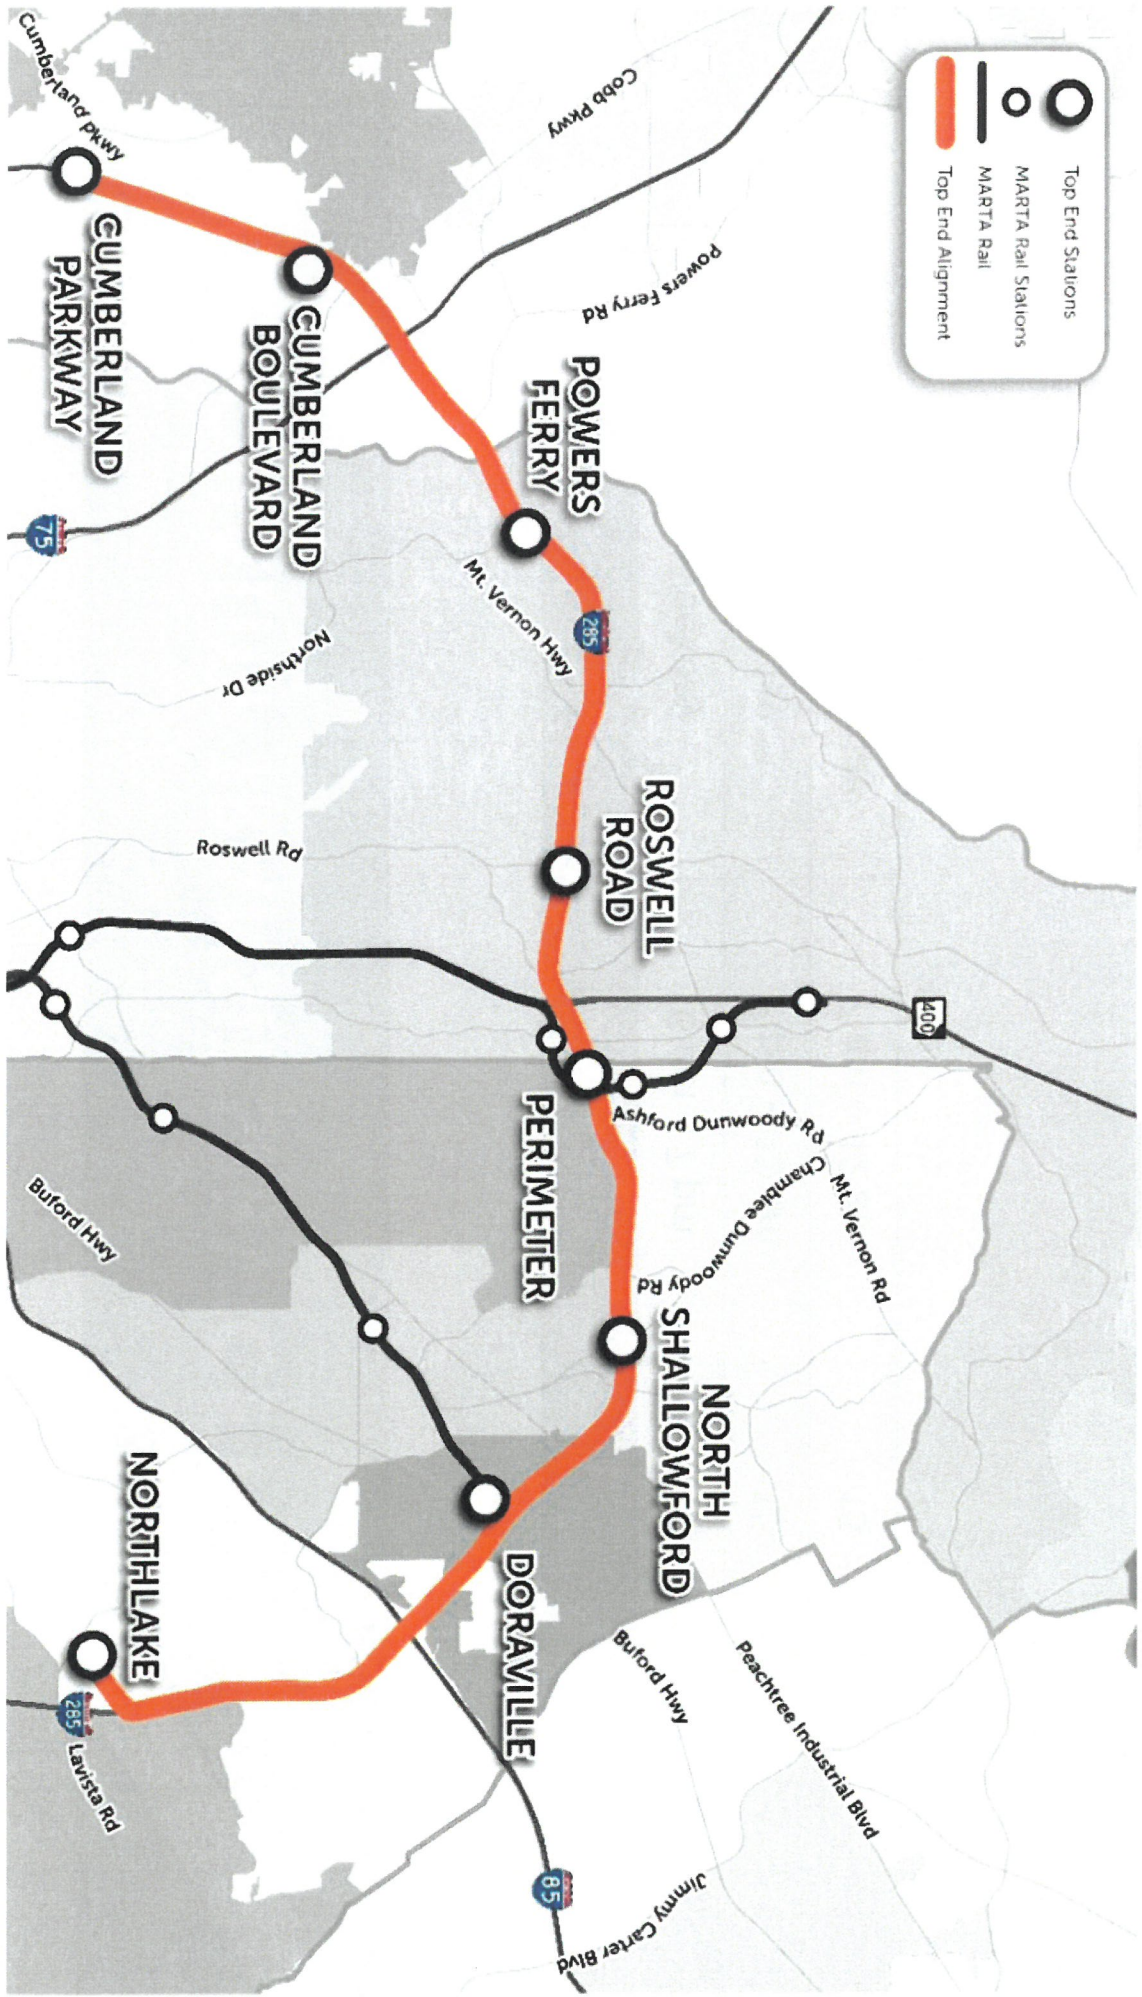 Top End Stations
MARTA Rail Stations
MARTA Rail
Top End Alignment
Cobb Pkwy
Powers Ferry Rd
Cumberland Pkwy
CUMBERLAND
PARKWAY
CUMBERLAND
BOULEVARD
75
POWERS
FERRY
Mt. Vernon Hwy
285
Northside Dr
ROSWELL
ROAD
Roswell Rd
400
PERIMETER
Ashford Dunwoody Rd
Chamblee Dunwoody Rd
Mt. Vernon Rd
NORTH
SHALLOWFORD
Buford Hwy
DORAVILLE
NORTHLAKE
285
Lavista Rd
Buford Hwy
Peachtree Industrial Blvd
85
Jimmy Carter Blvd